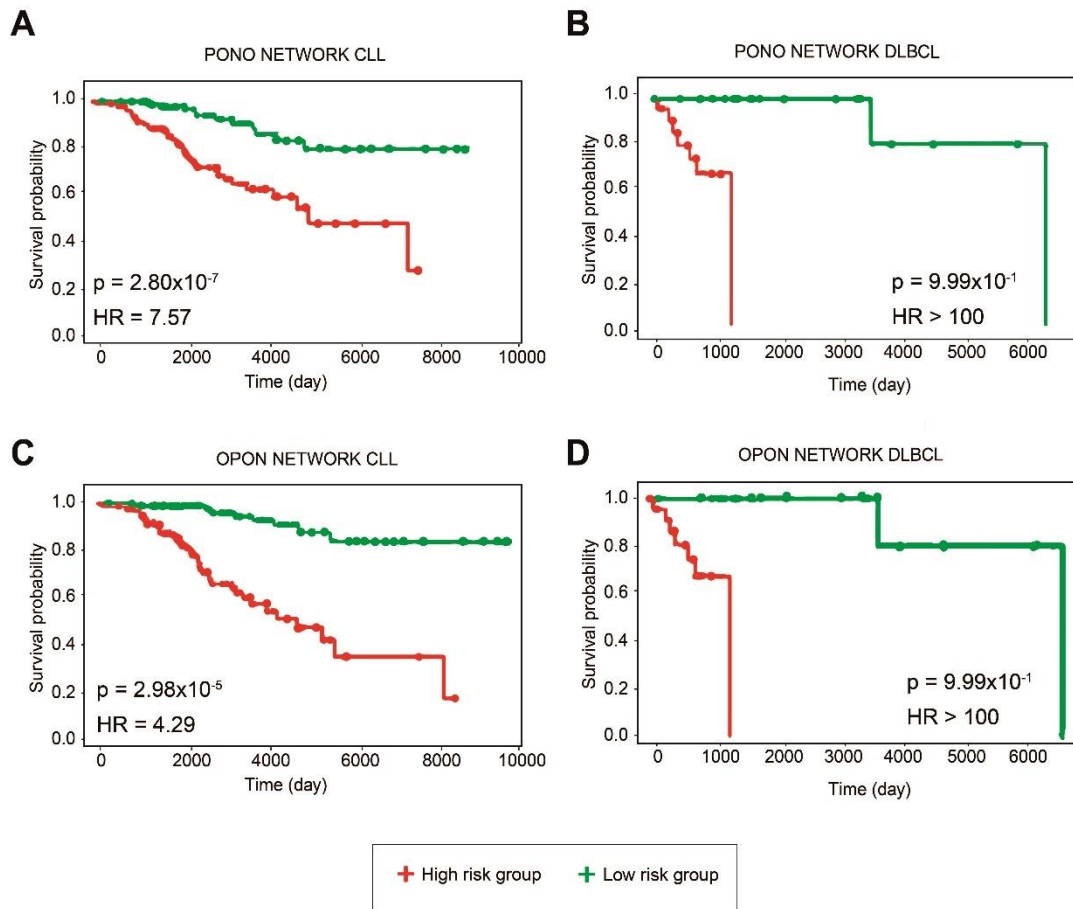 A
PONO NETWORK CLL
Survival probability
1.0
0.8
0.6
0.4
0.2
0.0
p = 2.80x10⁻⁷
HR = 7.57
0 2000 4000 6000 8000 10000
Time (day)
B
PONO NETWORK DLBCL
Survival probability
1.0
0.8
0.6
0.4
0.2
0.0
p = 9.99x10⁻¹
HR > 100
0 1000 2000 3000 4000 5000 6000
Time (day)
C
OPON NETWORK CLL
Survival probability
1.0
0.8
0.6
0.4
0.2
0.0
p = 2.98x10⁻⁵
HR = 4.29
0 2000 4000 6000 8000 10000
Time (day)
D
OPON NETWORK DLBCL
Survival probability
1.0
0.8
0.6
0.4
0.2
0.0
p = 9.99x10⁻¹
HR > 100
0 1000 2000 3000 4000 5000 6000
Time (day)
High risk group Low risk group